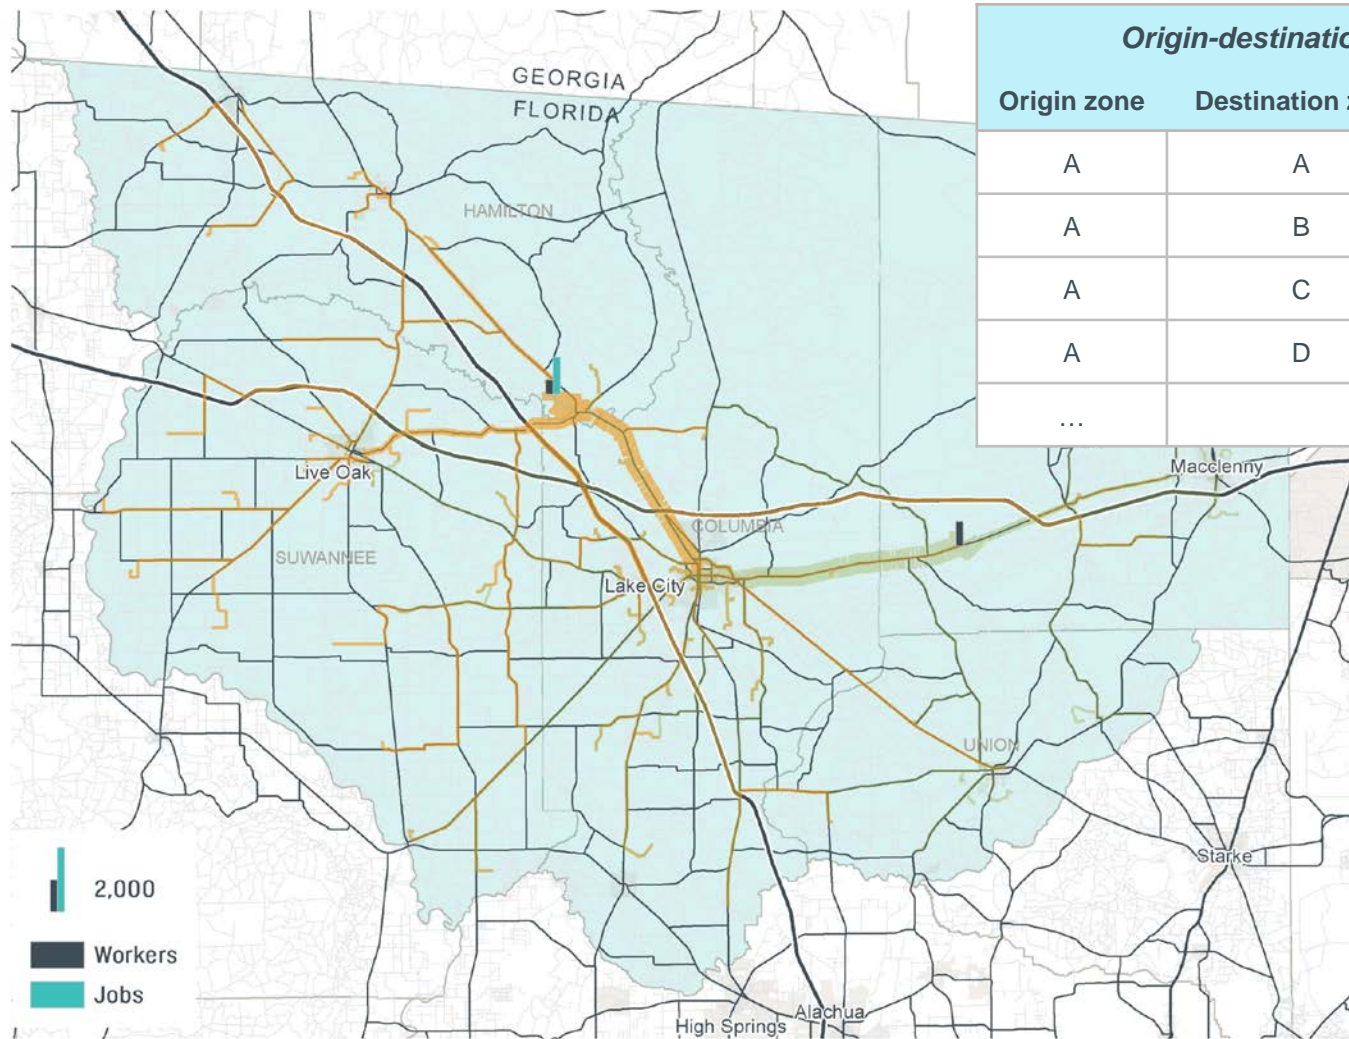 Origin-destinatio
Origin zone Destination z
A A
A B
A C
A D
...
GEORGIA
FLORIDA
HAMILTON
Live Oak
Macclenny
COLUMBIA
SUWANNEE
Lake City
UNION
Starke
2,000
Workers
Jobs
Alachua
High Springs